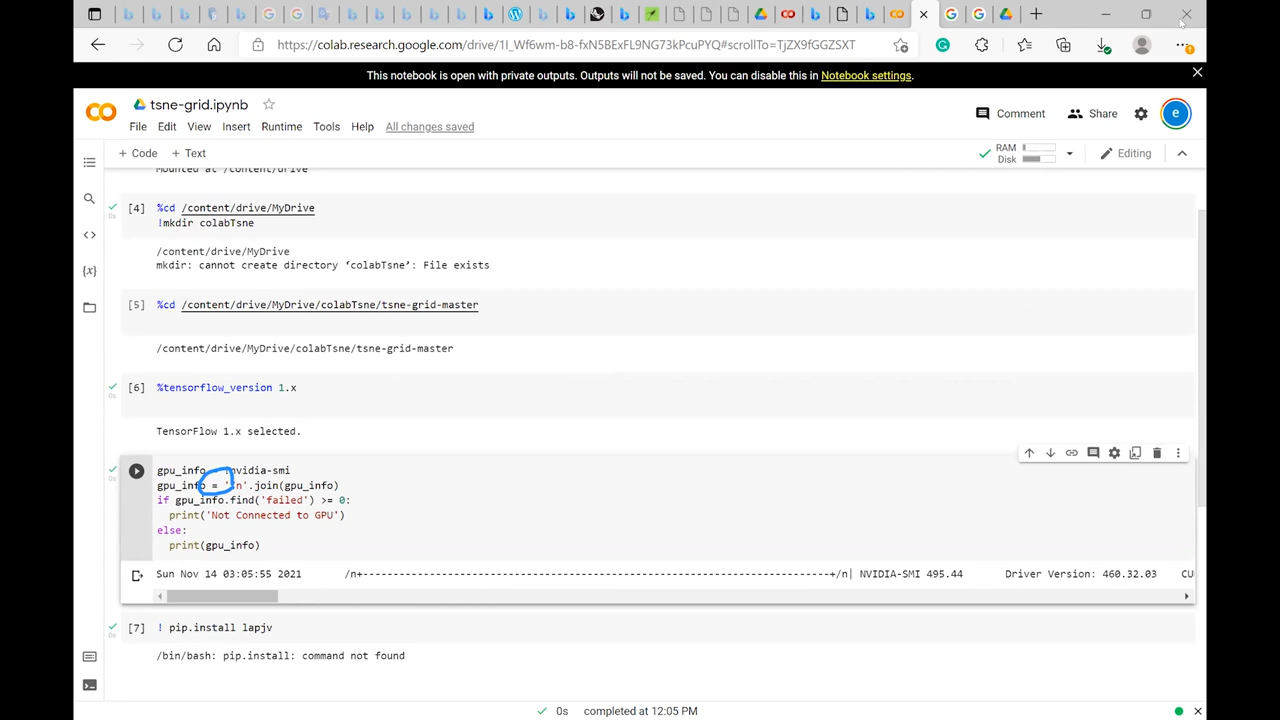 https://colab.research.google.com/drive/1l_Wf6wm-b8-fxN5BExFL9NG73kPcuPYQ#scrollTo=TjZX9fGGZSXT
This notebook is open with private outputs. Outputs will not be saved. You can disable this in Notebook settings.
tsne-grid.ipynb
Comment Share e
File Edit View Insert Runtime Tools Help All changes saved
+ Code + Text
RAM
Disk
Editing
Mounted at /content/drive
[4] %cd /content/drive/MyDrive
!mkdir colabTsne
/content/drive/MyDrive
mkdir: cannot create directory ‘colabTsne’: File exists
[5] %cd /content/drive/MyDrive/colabTsne/tsne-grid-master
/content/drive/MyDrive/colabTsne/tsne-grid-master
[6] %tensorflow_version 1.x
TensorFlow 1.x selected.
gpu_info nvidia-smi
gpu_info = '/n'.join(gpu_info)
if gpu_info.find('failed') >= 0:
print('Not Connected to GPU')
else:
print(gpu_info)
Sun Nov 14 03:05:55 2021 /n+-----------------------------------------------------------------------------+/n| NVIDIA-SMI 495.44 Driver Version: 460.32.03 CU
[7] ! pip.install lapjv
/bin/bash: pip.install: command not found
0s completed at 12:05 PM